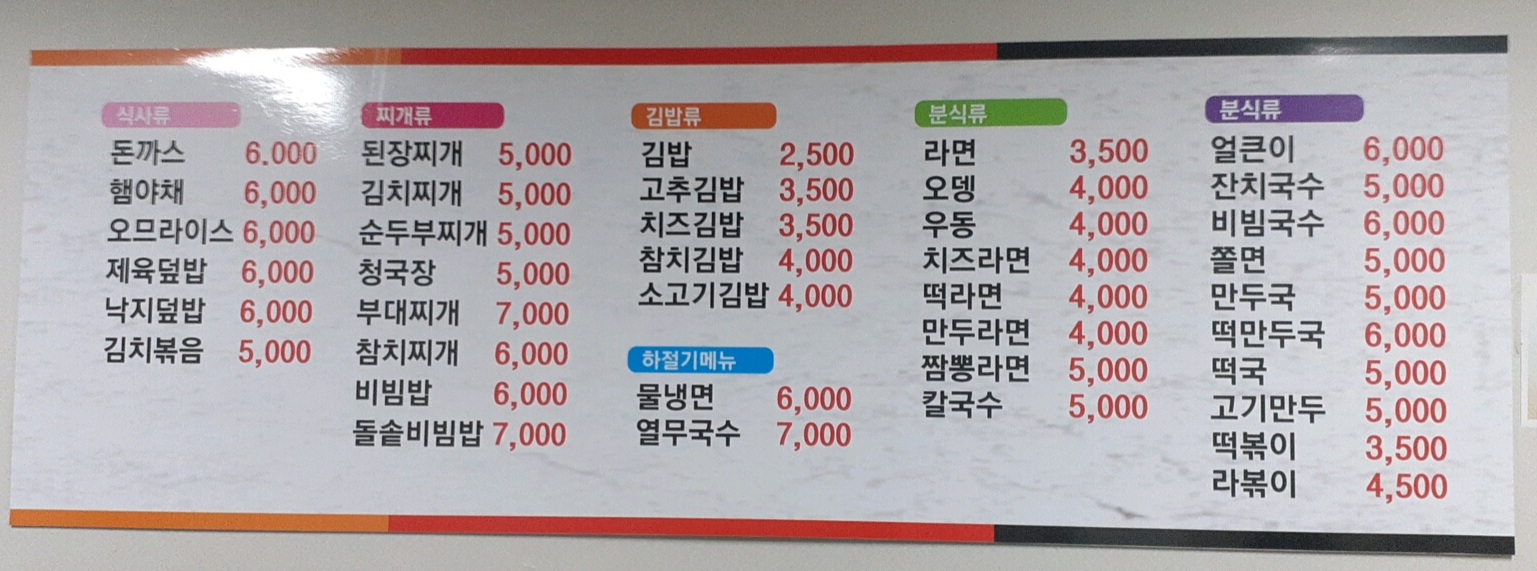 식사류
돈까스 6.000
햄야채 6,000
오므라이스 6,000
제육덮밥 6,000
낙지덮밥 6,000
김치볶음 5,000
찌개류
된장찌개 5,000
김치찌개 5,000
순두부찌개 5,000
청국장 5,000
부대찌개 7,000
참치찌개 6,000
비빔밥 6,000
돌솥비빔밥 7,000
김밥류
김밥 2,500
고추김밥 3,500
치즈김밥 3,500
참치김밥 4,000
소고기김밥 4,000
하절기메뉴
물냉면 6,000
열무국수 7,000
분식류
라면 3,500
오뎅 4,000
우동 4,000
치즈라면 4,000
떡라면 4,000
만두라면 4,000
짬뽕라면 5,000
칼국수 5,000
분식류
얼큰이 6,000
잔치국수 5,000
비빔국수 6,000
쫄면 5,000
만두국 5,000
떡만두국 6,000
떡국 5,000
고기만두 5,000
떡볶이 3,500
라볶이 4,500